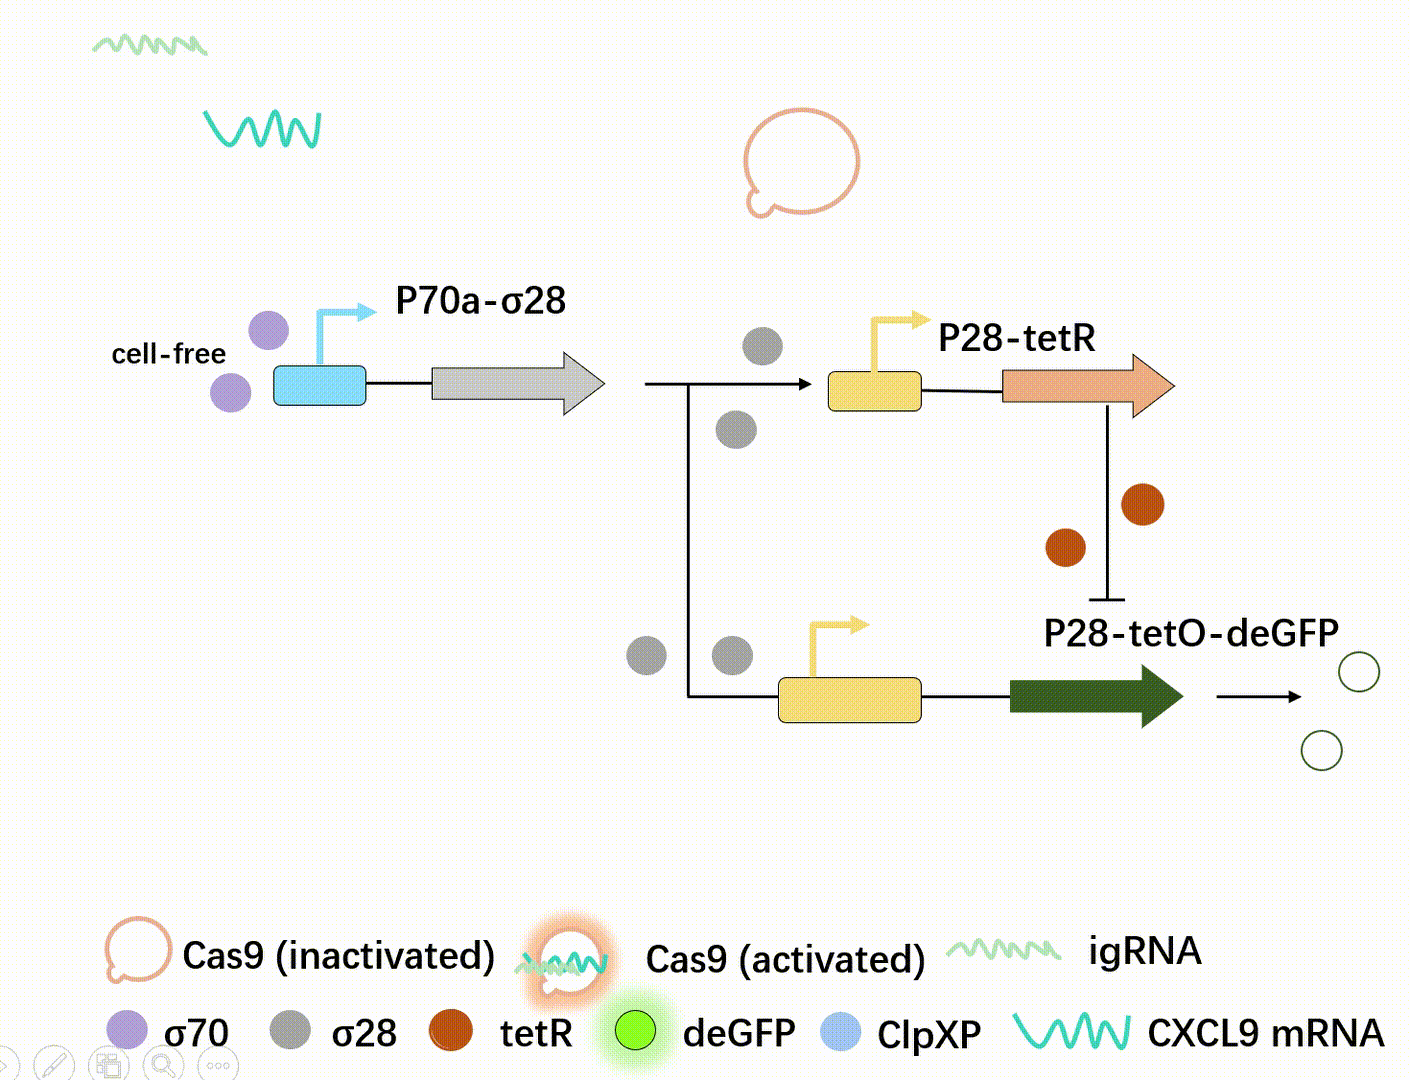 P70a-σ28
cell-free
P28-tetR
P28-tetO-deGFP
Cas9 (inactivated)
Cas9 (activated)
igRNA
σ70
σ28
tetR
deGFP
ClpXP
CXCL9 mRNA